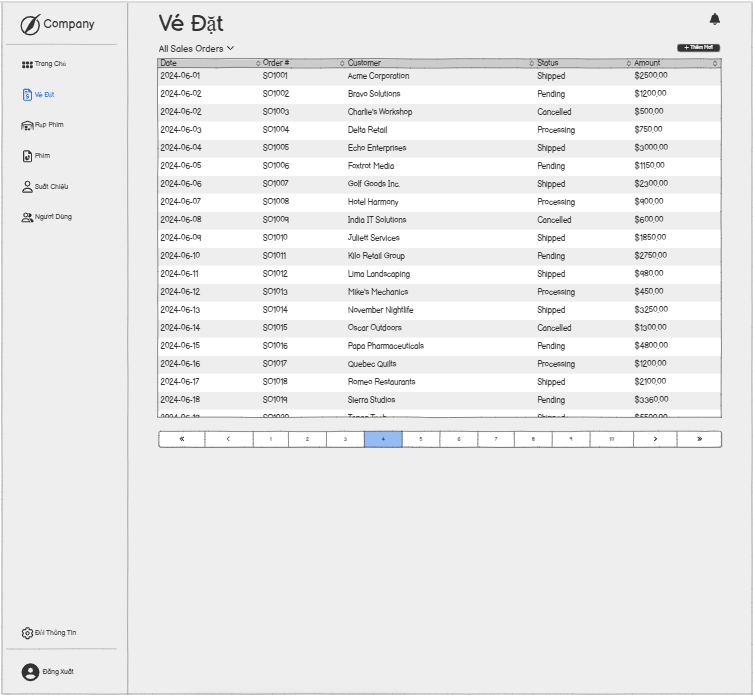 Company
Vé Đặt
All Sales Orders
+ Thêm Mới
Trang Chủ
Vé Đặt
Rạp Phim
Phim
Suất Chiếu
Người Dùng
Date Order # Customer Status Amount
2024-06-01 SO1001 Acme Corporation Shipped $2500,00
2024-06-02 SO1002 Bravo Solutions Pending $1200,00
2024-06-02 SO1003 Charlie's Workshop Cancelled $500,00
2024-06-03 SO1004 Delta Retail Processing $750,00
2024-06-04 SO1005 Echo Enterprises Shipped $3000,00
2024-06-05 SO1006 Foxtrot Media Pending $1150,00
2024-06-06 SO1007 Golf Goods Inc. Shipped $2300,00
2024-06-07 SO1008 Hotel Harmony Processing $900,00
2024-06-08 SO1009 India IT Solutions Cancelled $600,00
2024-06-09 SO1010 Juliett Services Shipped $1850,00
2024-06-10 SO1011 Kilo Retail Group Pending $2750,00
2024-06-11 SO1012 Lima Landscaping Shipped $980,00
2024-06-12 SO1013 Mike's Mechanics Processing $450,00
2024-06-13 SO1014 November Nightlife Shipped $3250,00
2024-06-14 SO1015 Oscar Outdoors Cancelled $1300,00
2024-06-15 SO1016 Papa Pharmaceuticals Pending $4800,00
2024-06-16 SO1017 Quebec Quilts Processing $1200,00
2024-06-17 SO1018 Romeo Restaurants Shipped $2100,00
2024-06-18 SO1019 Sierra Studios Pending $3360,00
2024-06-19 SO1020 Tango Tech Shipped $5500,00
« < 1 2 3 4 5 6 7 8 9 10 > »
Đổi Thông Tin
Đăng Xuất